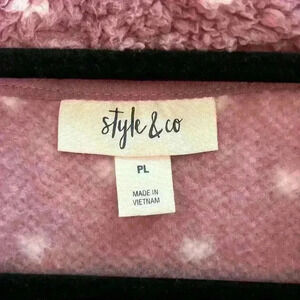 style & co
PL
MADE IN
VIETNAM